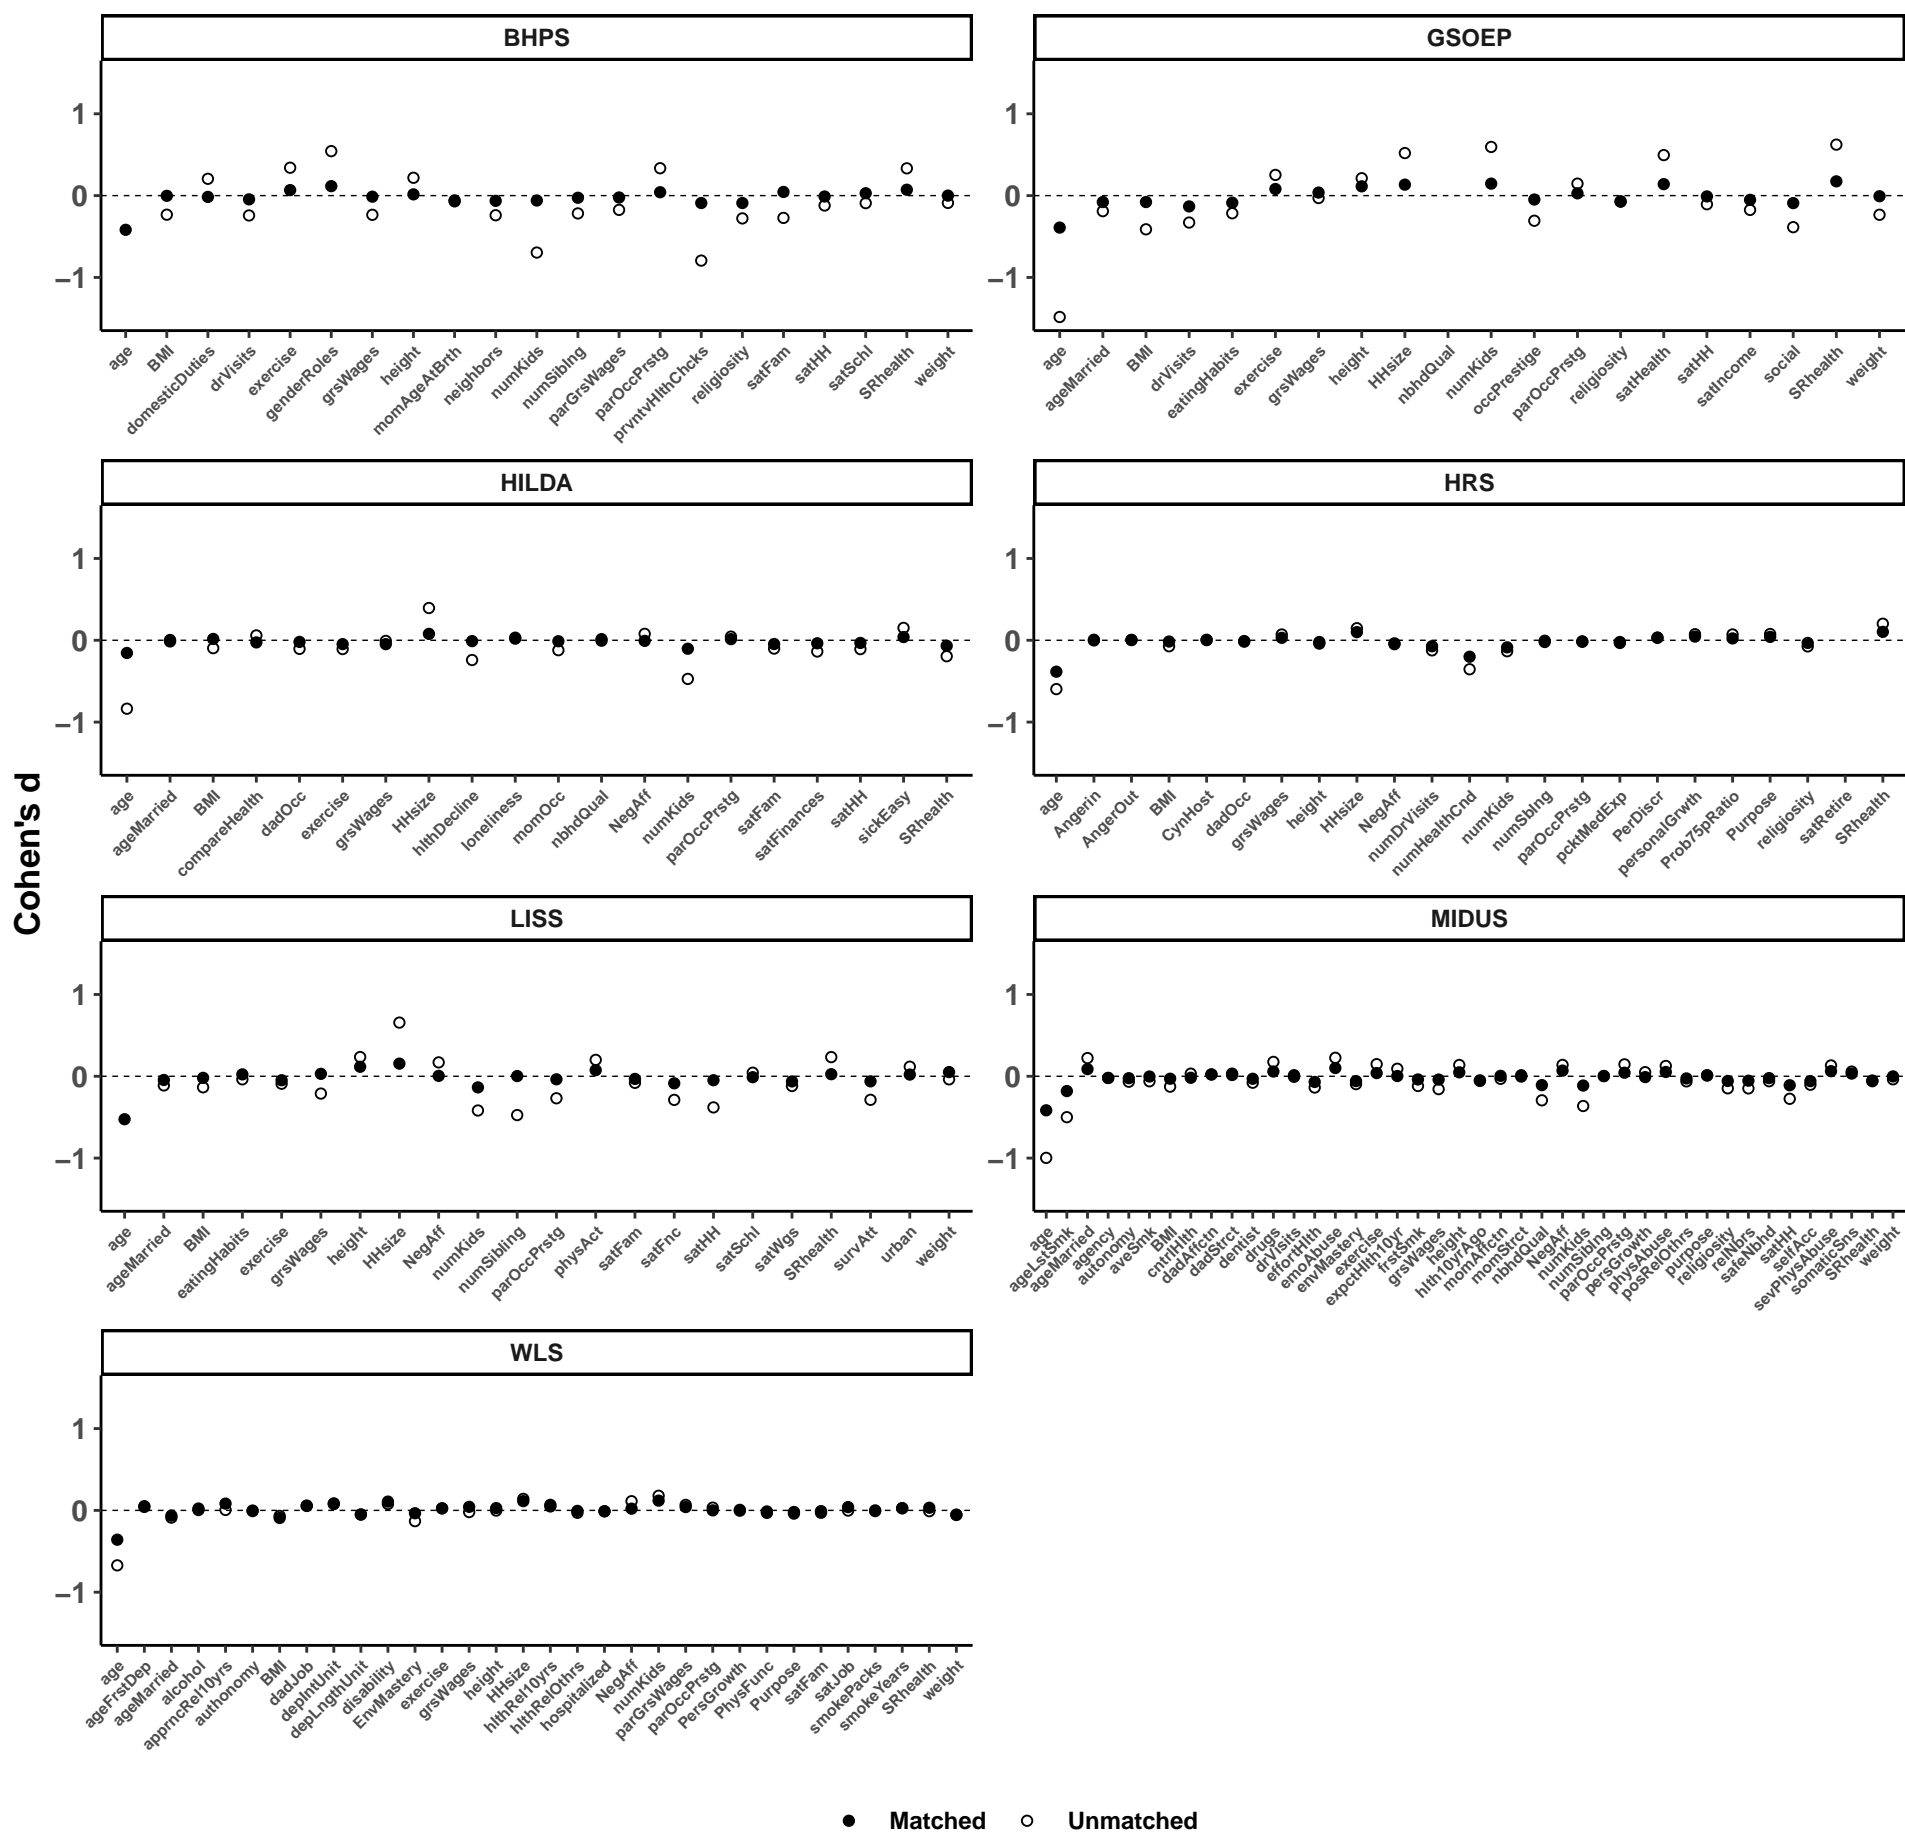 BHPS
GSOEP
1
0
−1
1
0
−1
age
BMI
domesticDuties
drVisits
exercise
genderRoles
grsWages
height
momAgeAtBrth
neighbors
numKids
numSiblng
parGrsWages
parOccPrstg
prvntvHlthChcks
religiosity
satFam
satHH
satSchl
SRhealth
weight
age
ageMarried
BMI
drVisits
eatingHabits
exercise
grsWages
height
HHsize
nbhdQual
numKids
occPrestige
parOccPrstg
religiosity
satHealth
satHH
satIncome
social
SRhealth
weight
HILDA
HRS
1
0
−1
1
0
−1
age
ageMarried
BMI
compareHealth
dadOcc
exercise
grsWages
HHsize
hlthDecline
loneliness
momOcc
nbhdQual
NegAff
numKids
parOccPrstg
satFam
satFinances
satHH
sickEasy
SRhealth
age
Angerin
AngerOut
BMI
CynHost
dadOcc
grsWages
height
HHsize
NegAff
numDrVisits
numHealthCnd
numKids
numSblng
parOccPrstg
pcktMedExp
PerDiscr
personalGrwth
Prob75pRatio
Purpose
religiosity
satRetire
SRhealth
Cohen's d
LISS
MIDUS
1
0
−1
1
0
−1
age
ageMarried
BMI
eatingHabits
exercise
grsWages
height
HHsize
NegAff
numKids
numSibling
parOccPrstg
physAct
satFam
satFnc
satHH
satSchl
satWgs
SRhealth
survAtt
urban
weight
age
ageLstSmk
ageMarried
agency
autonomy
aveSmk
BMI
cntrlHlth
dadAffctn
dadStrct
dentist
drugs
drVisits
effortHlth
emoAbuse
envMastery
exercise
expctHlth10yr
frstSmk
grsWages
height
hlth10yrAgo
momAffctn
momStrct
nbhdQual
NegAff
numKids
numSiblng
parOccPrstg
persGrowth
physAbuse
posRelOthrs
purpose
religiosity
relNbrs
safeNbhd
satHH
selfAcc
sevPhysAbuse
somaticSns
SRhealth
weight
WLS
1
0
−1
age
ageFrstDep
ageMarried
alcohol
apprncRel10yrs
authonomy
BMI
dadJob
depIntUnit
depLngthUnit
disability
EnvMastery
exercise
grsWages
height
HHsize
hlthRel10yrs
hlthRelOthrs
hospitalized
NegAff
numKids
parGrsWages
parOccPrstg
PersGrowth
PhysFunc
Purpose
satFam
satJob
smokePacks
smokeYears
SRhealth
weight
Matched
Unmatched